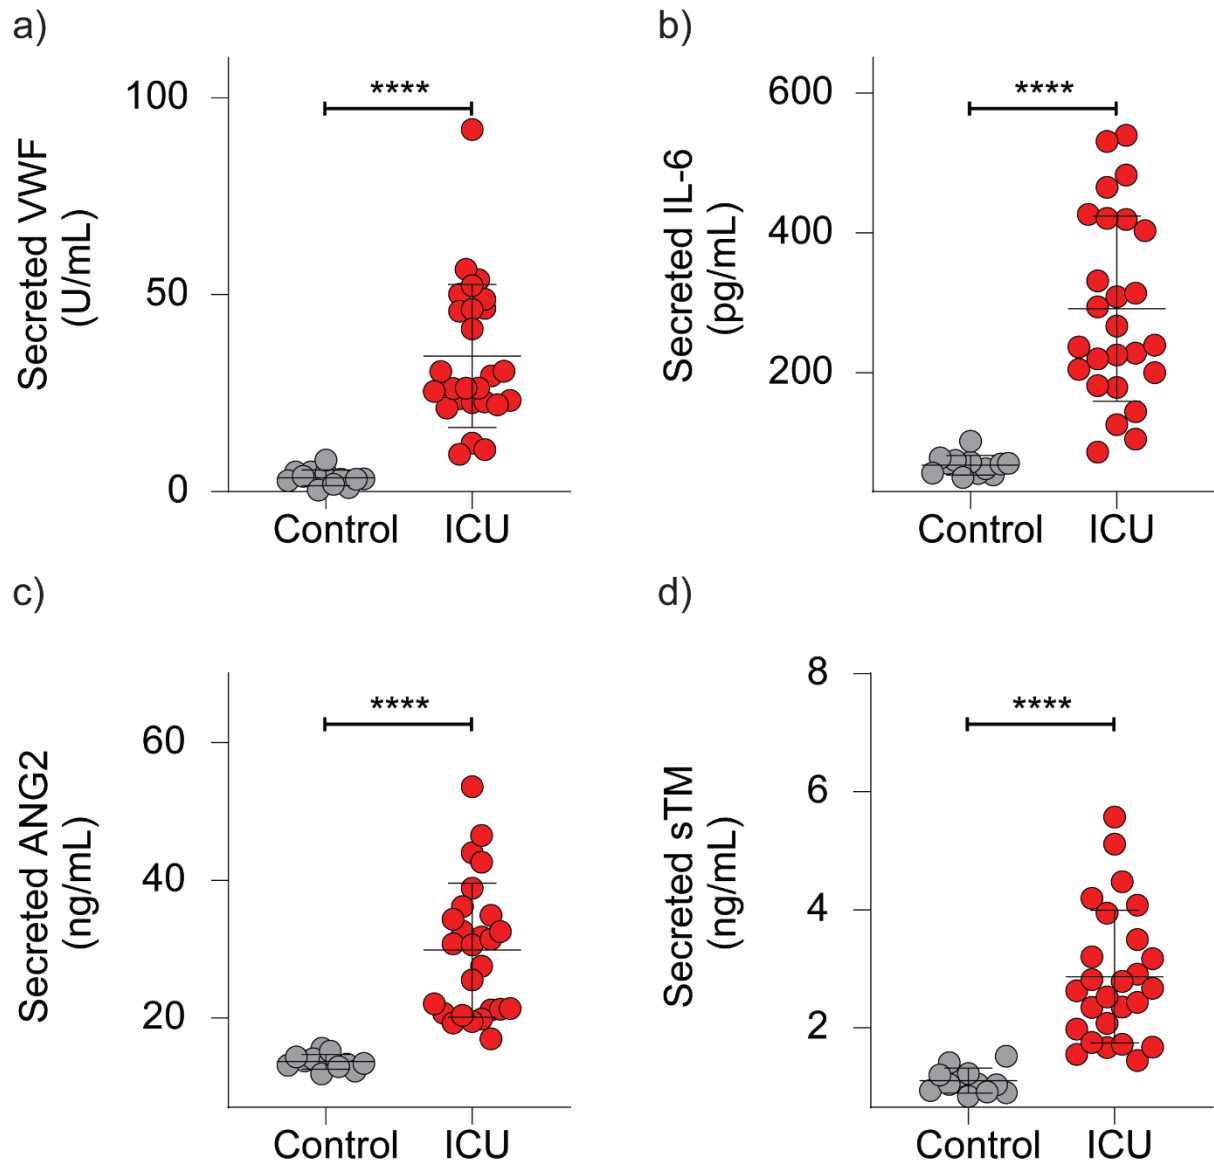 a)
Secreted VWF
(U/mL)
100
50
0
****
Control
ICU
b)
Secreted IL-6
(pg/mL)
600
400
200
****
Control
ICU
c)
Secreted ANG2
(ng/mL)
60
40
20
****
Control
ICU
d)
Secreted sTM
(ng/mL)
8
6
4
2
****
Control
ICU